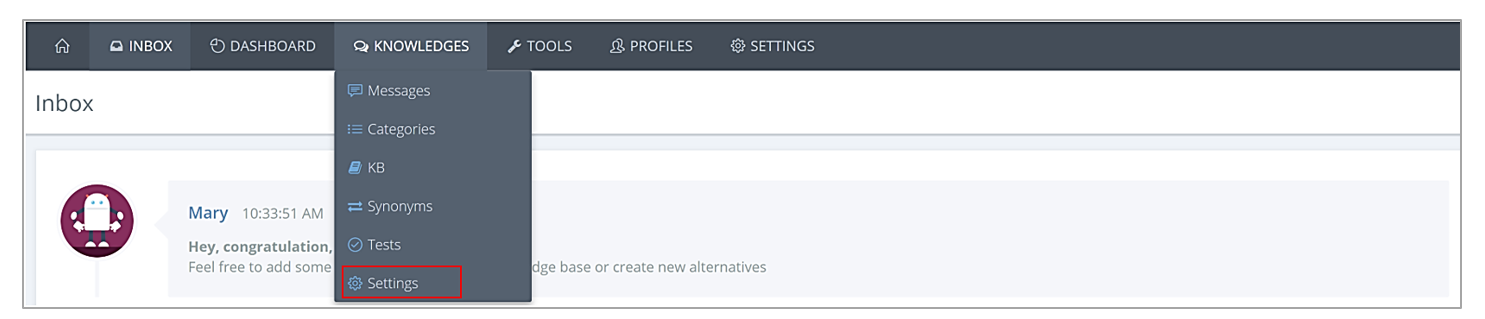 INBOX DASHBOARD KNOWLEDGES TOOLS PROFILES SETTINGS
Inbox
Messages
Categories
KB
Synonyms
Tests
Settings
Mary 10:33:51 AM
Hey, congratulation,
Feel free to add some dge base or create new alternatives